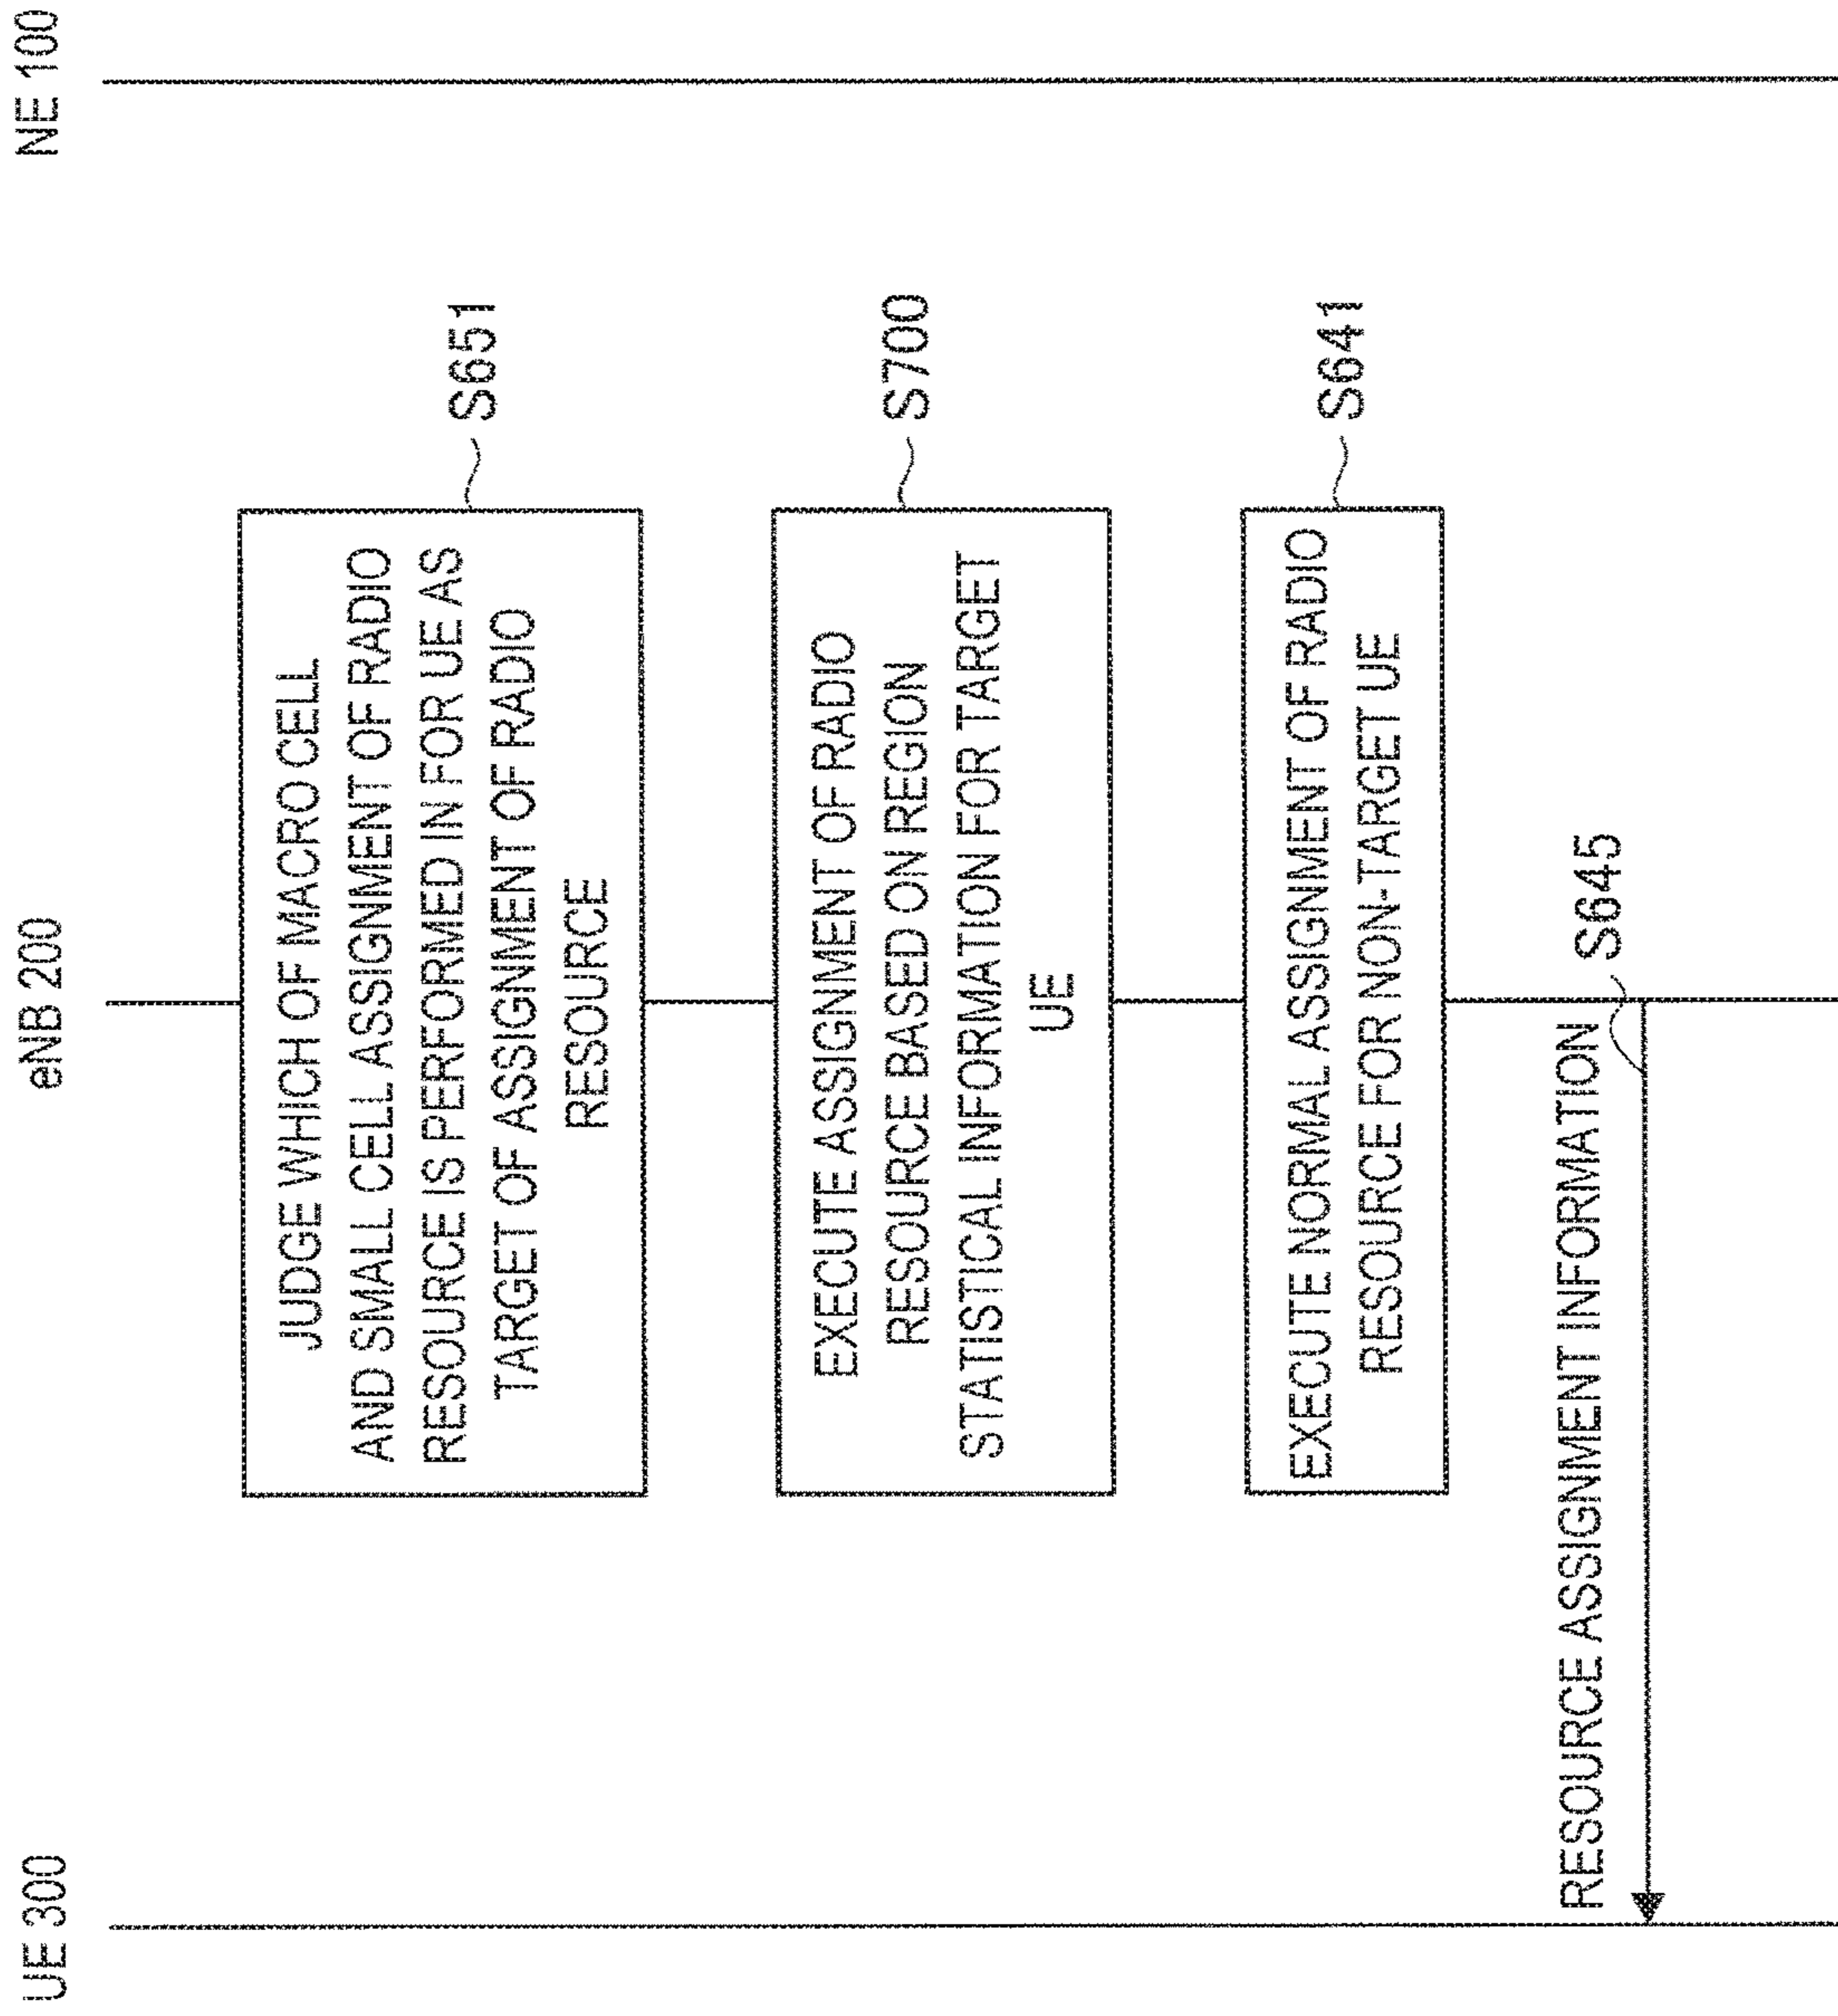 UE 300
eNB 200
NE 100
JUDGE WHICH OF MACRO CELL
AND SMALL CELL ASSIGNMENT OF RADIO
RESOURCE IS PERFORMED IN FOR UE AS
TARGET OF ASSIGNMENT OF RADIO
RESOURCE
S651
EXECUTE ASSIGNMENT OF RADIO
RESOURCE BASED ON REGION
STATISTICAL INFORMATION FOR TARGET
UE
S700
EXECUTE NORMAL ASSIGNMENT OF RADIO
RESOURCE FOR NON-TARGET UE
S641
RESOURCE ASSIGNMENT INFORMATION
S645